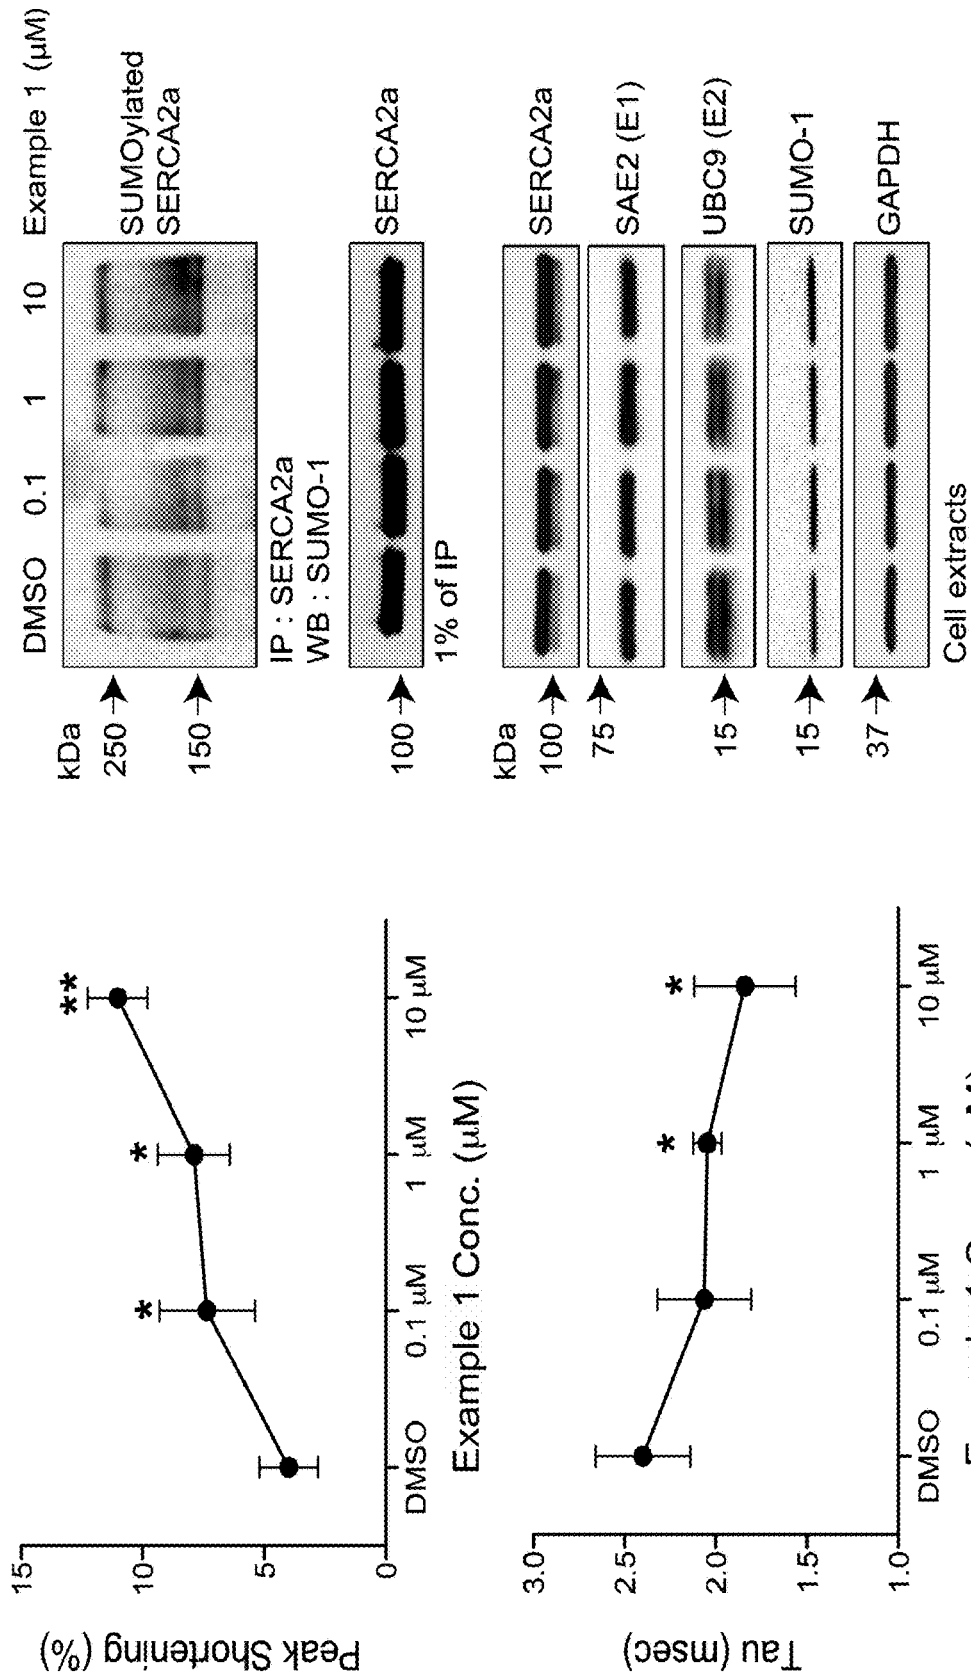 15
10
5
0
Peak Shortening (%)
**
*
*
DMSO
0.1 μM
1 μM
10 μM
Example 1 Conc. (μM)
3.0
2.5
2.0
1.5
1.0
Tau (msec)
*
*
DMSO
0.1 μM
1 μM
10 μM
DMSO 0.1 1 10 Example 1 (μM)
kDa
250
150
SUMOylated
SERCA2a
IP : SERCA2a
WB : SUMO-1
100
SERCA2a
1% of IP
kDa
100
SERCA2a
75
SAE2 (E1)
15
UBC9 (E2)
15
SUMO-1
37
GAPDH
Cell extracts